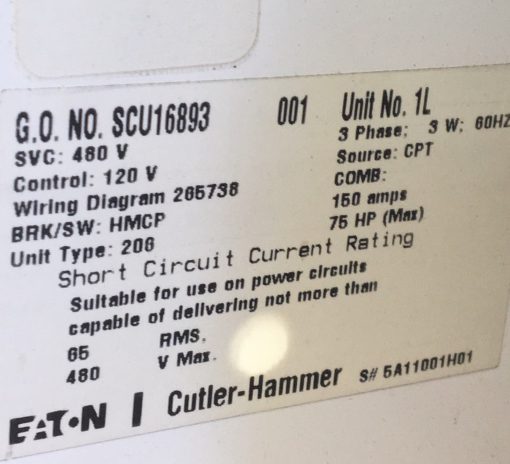 G.O. NO. SCU16893 001 Unit No. 1L
SVC: 480 V 3 Phase; 3 W; 60HZ
Control: 120 V Source: CPT
Wiring Diagram 265738 COMB:
BRK/SW: HMCP 150 amps
Unit Type: 206 75 HP (Max)
Short Circuit Current Rating
Suitable for use on power circuits
capable of delivering not more than
65 RMS.
480 V Max.
EATON | Cutler-Hammer S# 5A11001H01